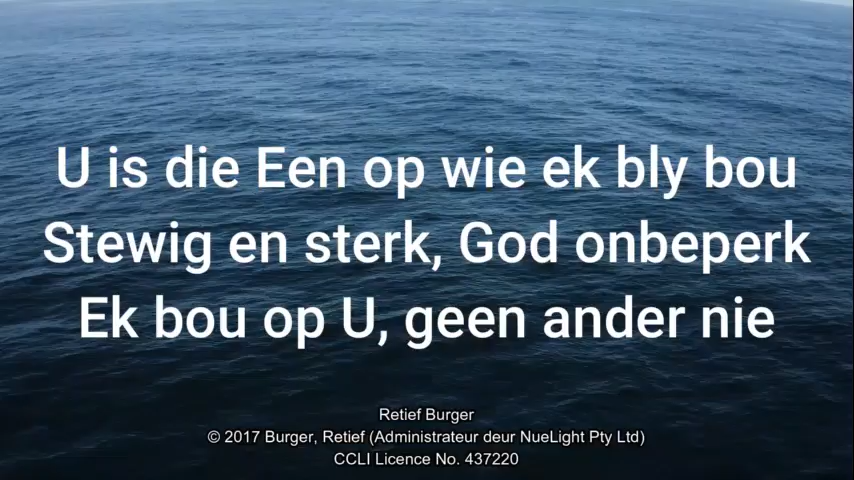 U is die Een op wie ek bly bou
Stewig en sterk, God onbeperk
Ek bou op U, geen ander nie
Retief Burger
© 2017 Burger, Retief (Administrateur deur NueLight Pty Ltd)
CCLI Licence No. 437220